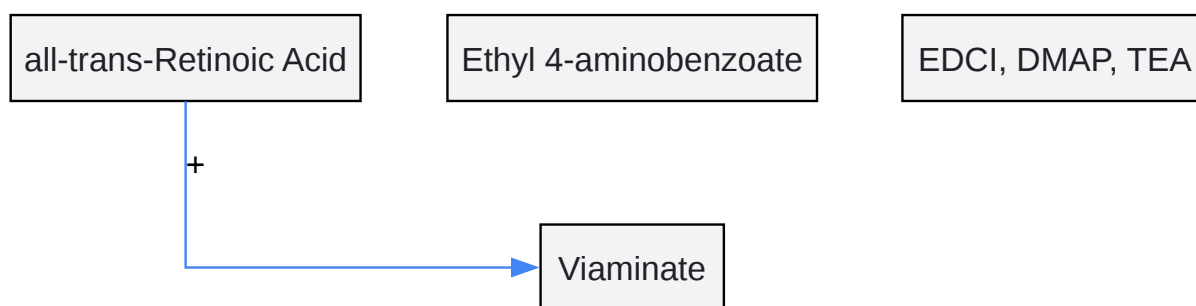 all-trans-Retinoic Acid
Ethyl 4-aminobenzoate
EDCI, DMAP, TEA
+
Viaminate